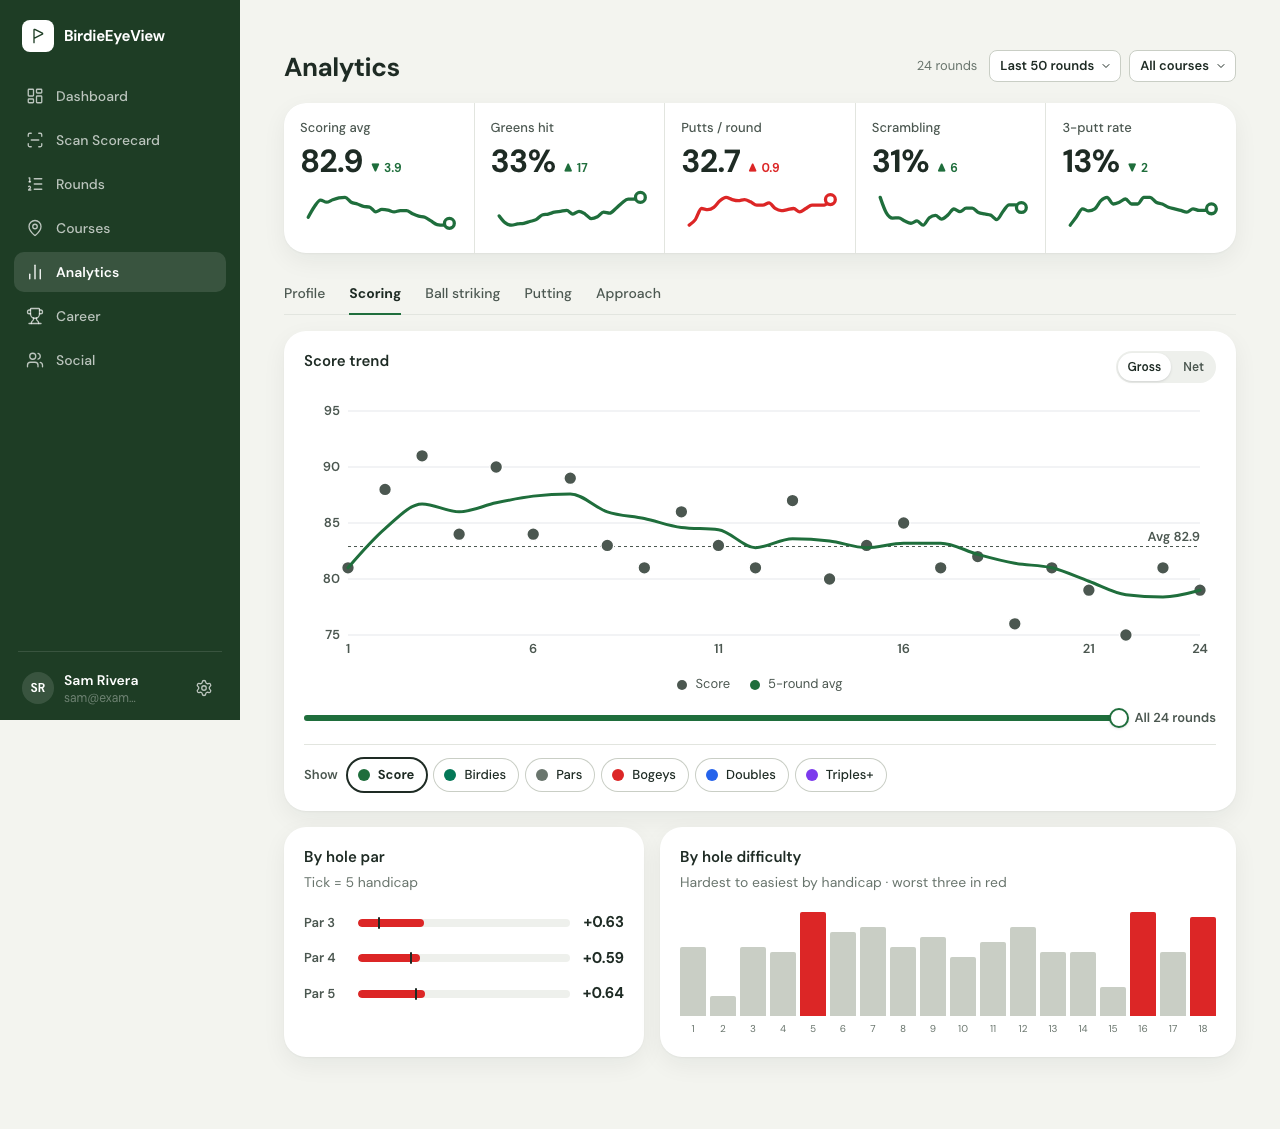 BirdieEyeView
Dashboard
Scan Scorecard
Rounds
Courses
Analytics
Career
Social
SR
Sam Rivera
sam@exam...
Analytics
24 rounds
Last 50 rounds
All courses
Scoring avg
82.9 ▼ 3.9
Greens hit
33% ▲ 17
Putts / round
32.7 ▲ 0.9
Scrambling
31% ▲ 6
3-putt rate
13% ▼ 2
Profile
Scoring
Ball striking
Putting
Approach
Score trend
Gross
Net
95
90
85
Avg 82.9
80
75
1 6 11 16 21 24
Score
5-round avg
All 24 rounds
Show
Score
Birdies
Pars
Bogeys
Doubles
Triples+
By hole par
Tick = 5 handicap
Par 3 +0.63
Par 4 +0.59
Par 5 +0.64
By hole difficulty
Hardest to easiest by handicap · worst three in red
1 2 3 4 5 6 7 8 9 10 11 12 13 14 15 16 17 18